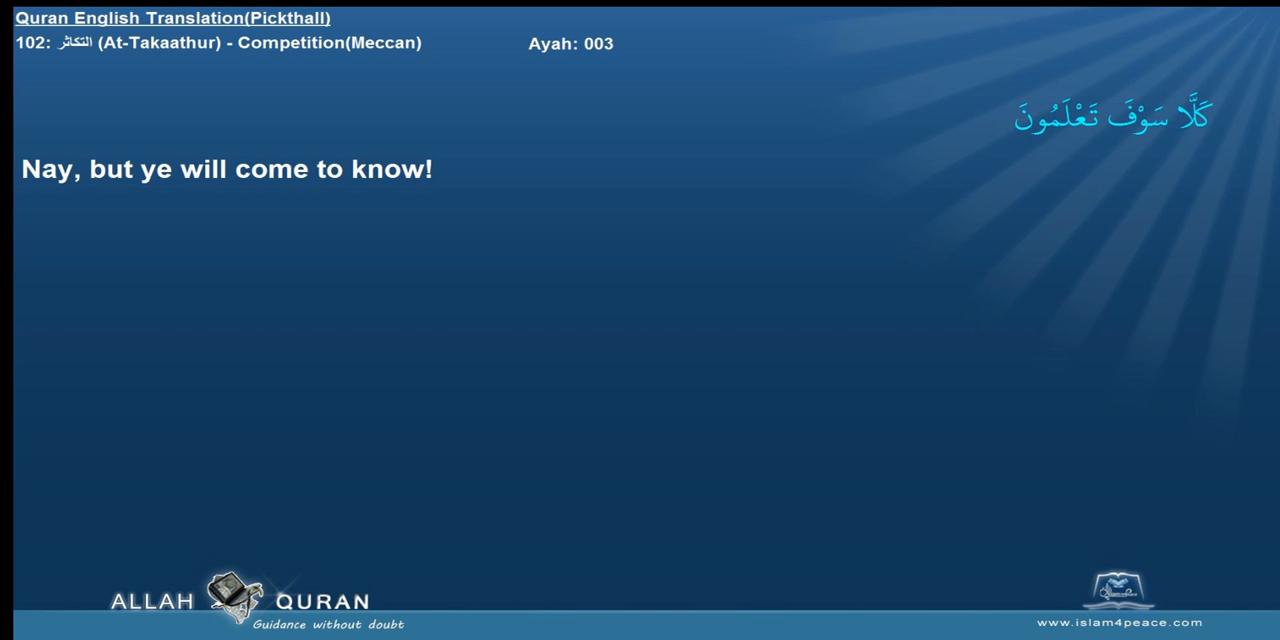 Quran English Translation(Pickthall)
102: التكاثر (At-Takaathur) - Competition(Meccan) Ayah: 003
كَلَّا سَوْفَ تَعْلَمُونَ
Nay, but ye will come to know!
ALLAH QURAN
Guidance without doubt
www.islam4peace.com